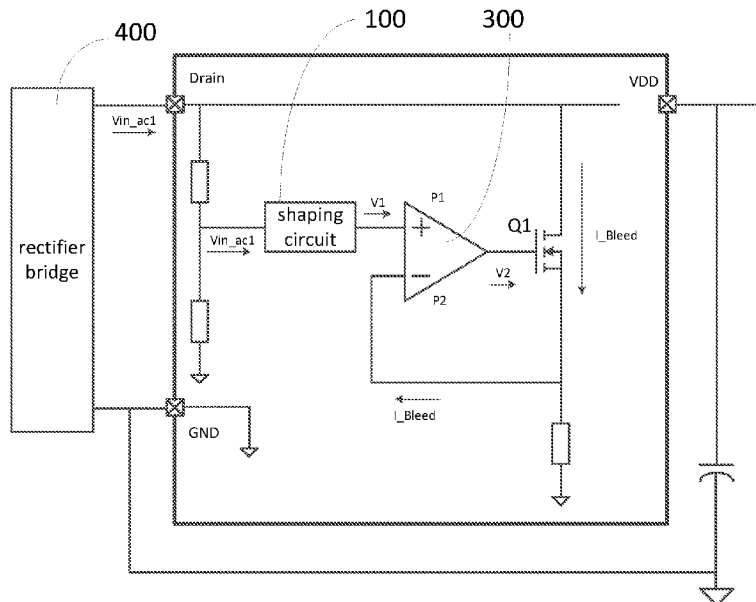 400
100
300
Drain
VDD
Vin_ac1
shaping
circuit
V1
P1
Q1
I_Bleed
rectifier
bridge
Vin_ac1
+
−
V2
P2
I_Bleed
GND